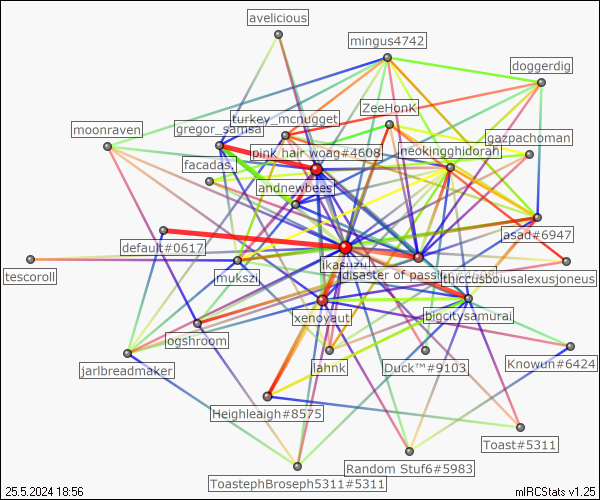 avelicious
mingus4742
doggerdig
turkey_mcnugget
ZeeHonK
moonraven
gregor_samsa
gazpachoman
pink hair woag#4608
neokingghidorah
facadas,
andnewbees
asad#6947
default#0617
ikasuzu
tescoroll
mukszi
disaster of passi
thiccusboiusalexusjoneus
xenoyaut
bigcitysamurai
ogshroom
jarlbreadmaker
lahnk
Duck™#9103
Knowun#6424
Heighleagh#8575
Toast#5311
Random Stuf6#5983
ToastephBroseph5311#5311
25.5.2024 18:56
mIRCStats v1.25